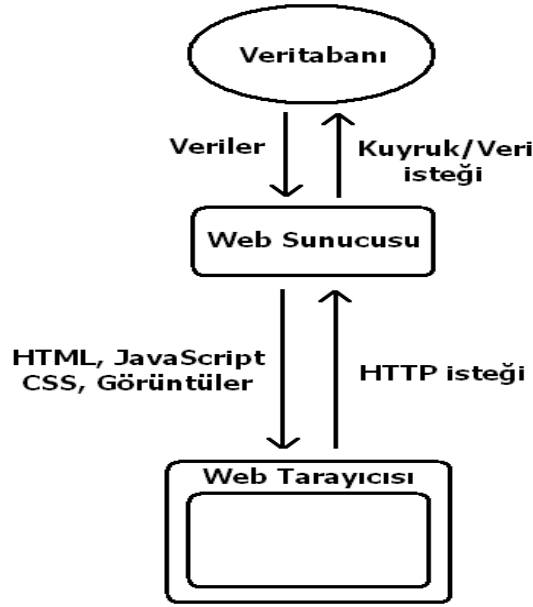 Veritabanı
Veriler
Kuyruk/Veri
isteği
Web Sunucusu
HTML, JavaScript
CSS, Görüntüler
HTTP isteği
Web Tarayıcısı